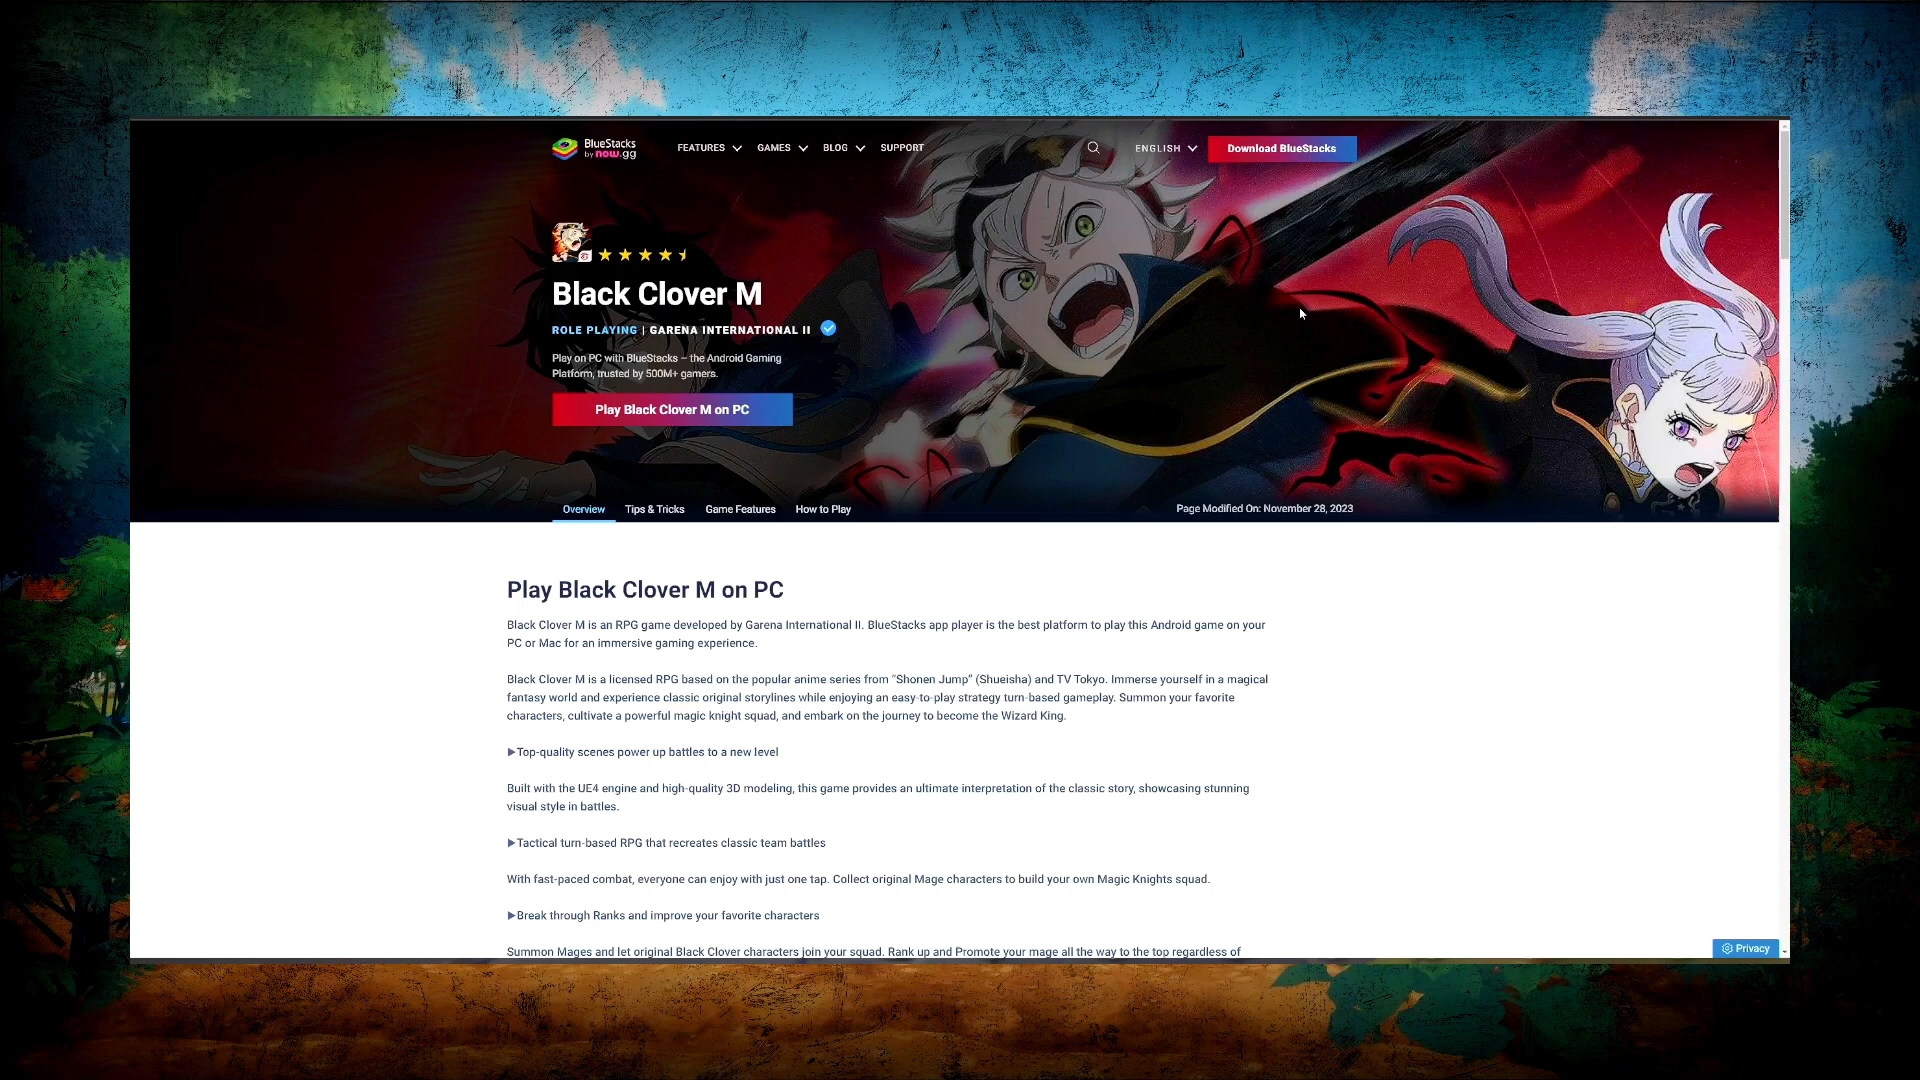 BlueStacks
by now.gg
FEATURES
GAMES
BLOG
SUPPORT
ENGLISH
Download BlueStacks
Black Clover M
ROLE PLAYING | GARENA INTERNATIONAL II
Play on PC with BlueStacks – the Android Gaming
Platform, trusted by 500M+ gamers.
Play Black Clover M on PC
Overview
Tips & Tricks
Game Features
How to Play
Page Modified On: November 28, 2023
Play Black Clover M on PC
Black Clover M is an RPG game developed by Garena International II. BlueStacks app player is the best platform to play this Android game on your
PC or Mac for an immersive gaming experience.
Black Clover M is a licensed RPG based on the popular anime series from “Shonen Jump” (Shueisha) and TV Tokyo. Immerse yourself in a magical
fantasy world and experience classic original storylines while enjoying an easy-to-play strategy turn-based gameplay. Summon your favorite
characters, cultivate a powerful magic knight squad, and embark on the journey to become the Wizard King.
▶Top-quality scenes power up battles to a new level
Built with the UE4 engine and high-quality 3D modeling, this game provides an ultimate interpretation of the classic story, showcasing stunning
visual style in battles.
▶Tactical turn-based RPG that recreates classic team battles
With fast-paced combat, everyone can enjoy with just one tap. Collect original Mage characters to build your own Magic Knights squad.
▶Break through Ranks and improve your favorite characters
Summon Mages and let original Black Clover characters join your squad. Rank up and Promote your mage all the way to the top regardless of
Privacy